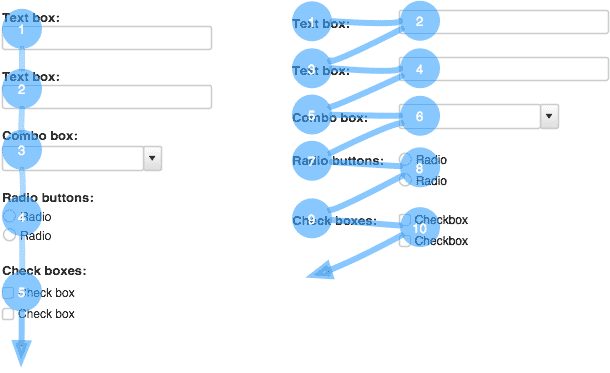 Text box:
1
Text box:
2
Combo box:
3
Radio buttons:
4 Radio
Radio
Check boxes:
5 Check box
Check box
Text box:
1 2
Text box:
3 4
Combo box:
5 6
Radio buttons:
7 Radio
8
Radio
Check boxes:
9 Checkbox
10
Checkbox